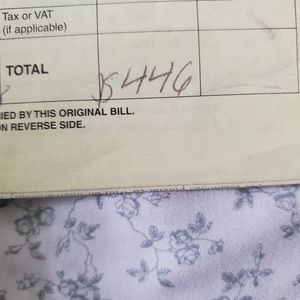 Tax or VAT
(if applicable)
TOTAL $446
IED BY THIS ORIGINAL BILL.
N REVERSE SIDE.